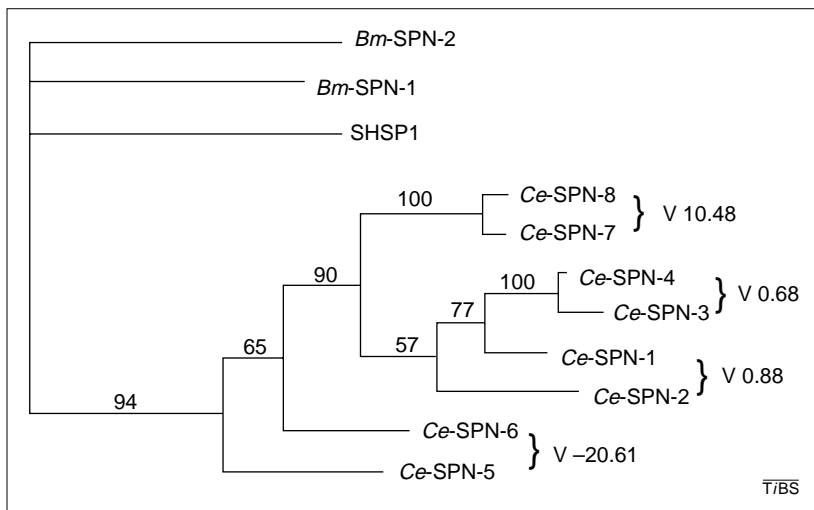 Bm-SPN-2
Bm-SPN-1
SHSP1
100
Ce-SPN-8
Ce-SPN-7
} V 10.48
90
100
Ce-SPN-4
Ce-SPN-3
} V 0.68
77
57
Ce-SPN-1
Ce-SPN-2
} V 0.88
65
94
Ce-SPN-6
Ce-SPN-5
} V –20.61
TiBS